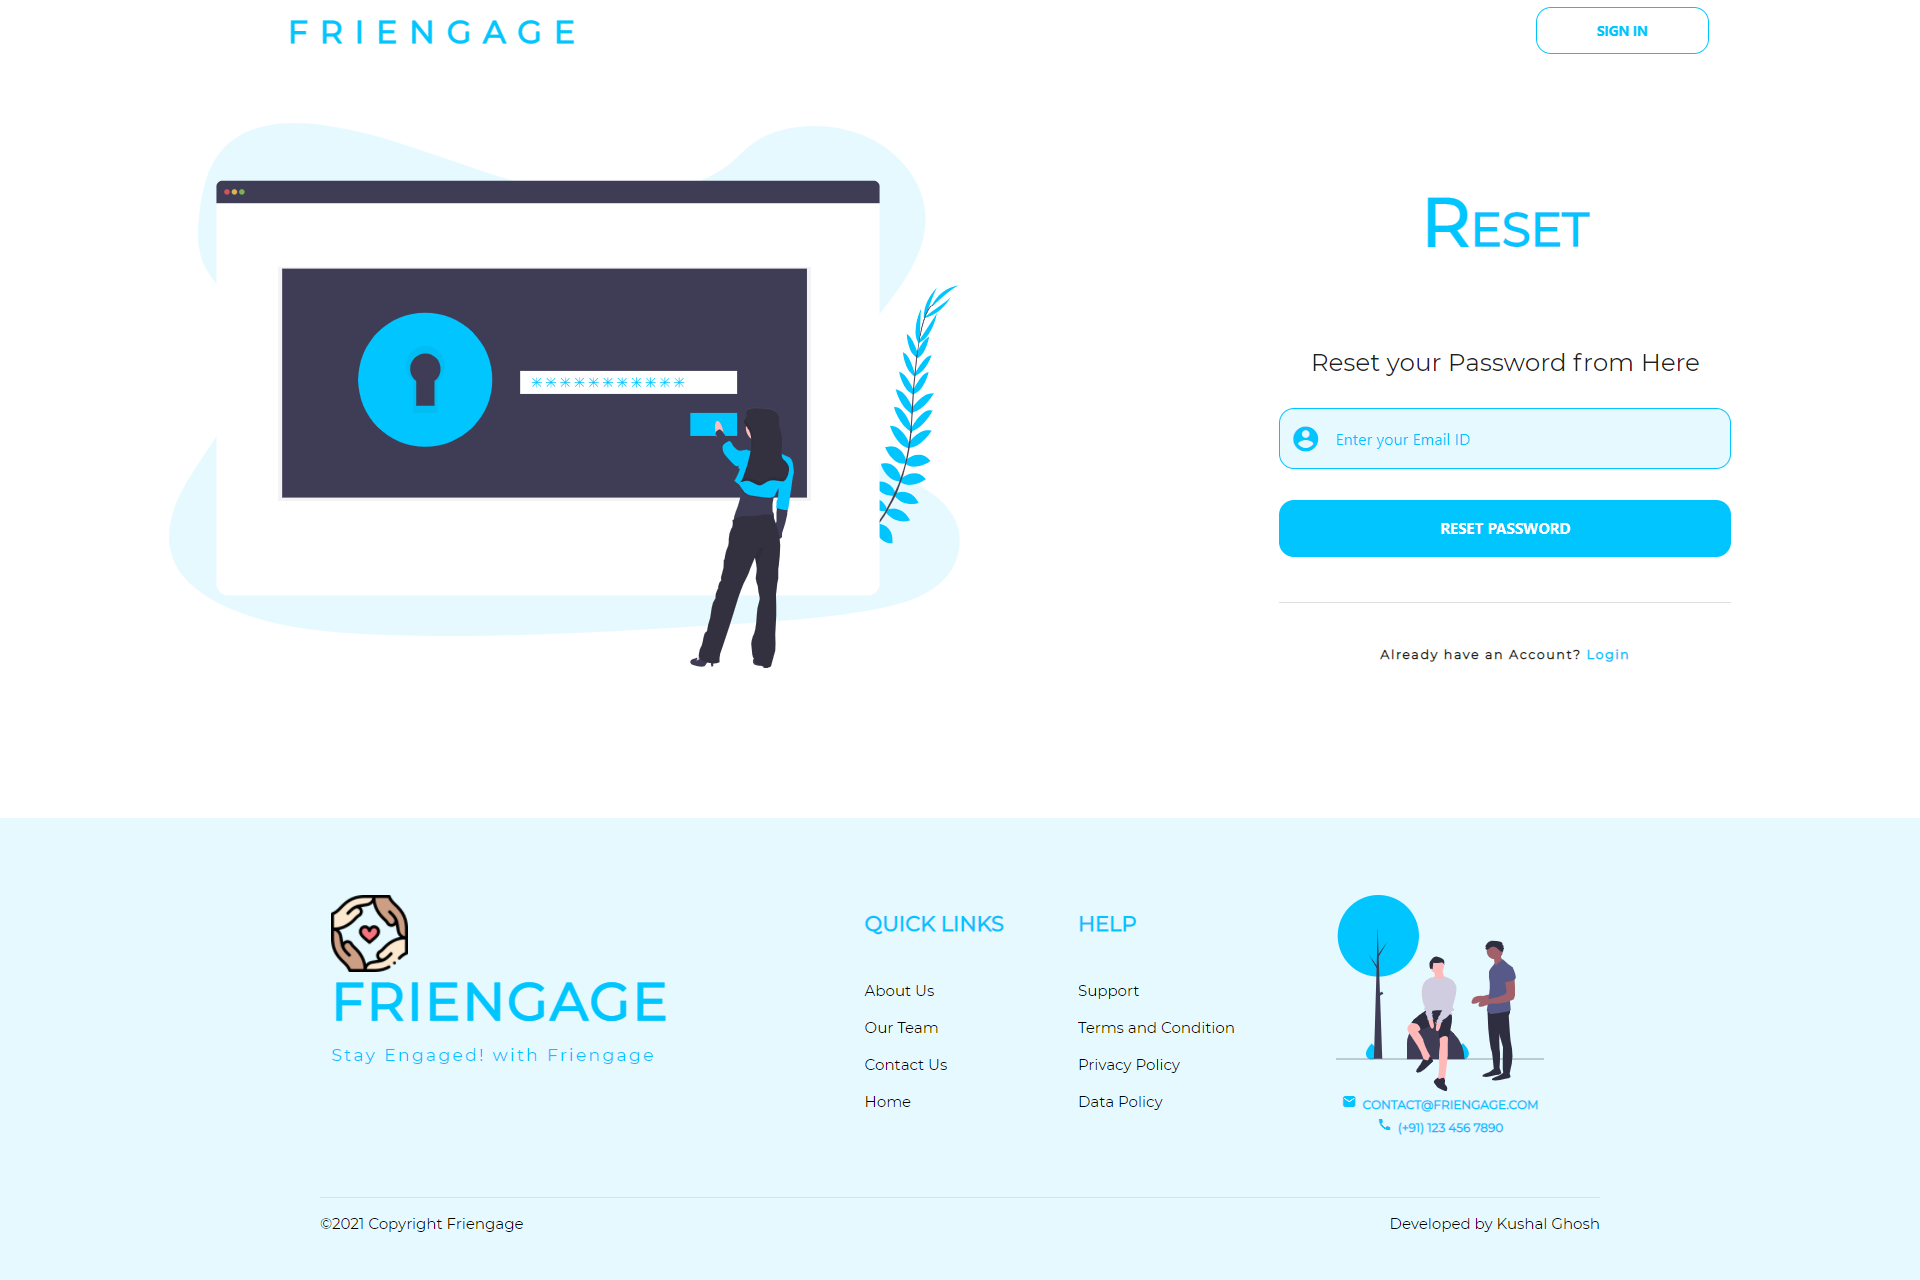 FRIENGAGE
SIGN IN
RESET
Reset your Password from Here
***********
Enter your Email ID
RESET PASSWORD
Already have an Account? Login
FRIENGAGE
Stay Engaged! with Friengage
QUICK LINKS
About Us
Our Team
Contact Us
Home
HELP
Support
Terms and Condition
Privacy Policy
Data Policy
CONTACT@FRIENGAGE.COM
(+91) 123 456 7890
©2021 Copyright Friengage
Developed by Kushal Ghosh